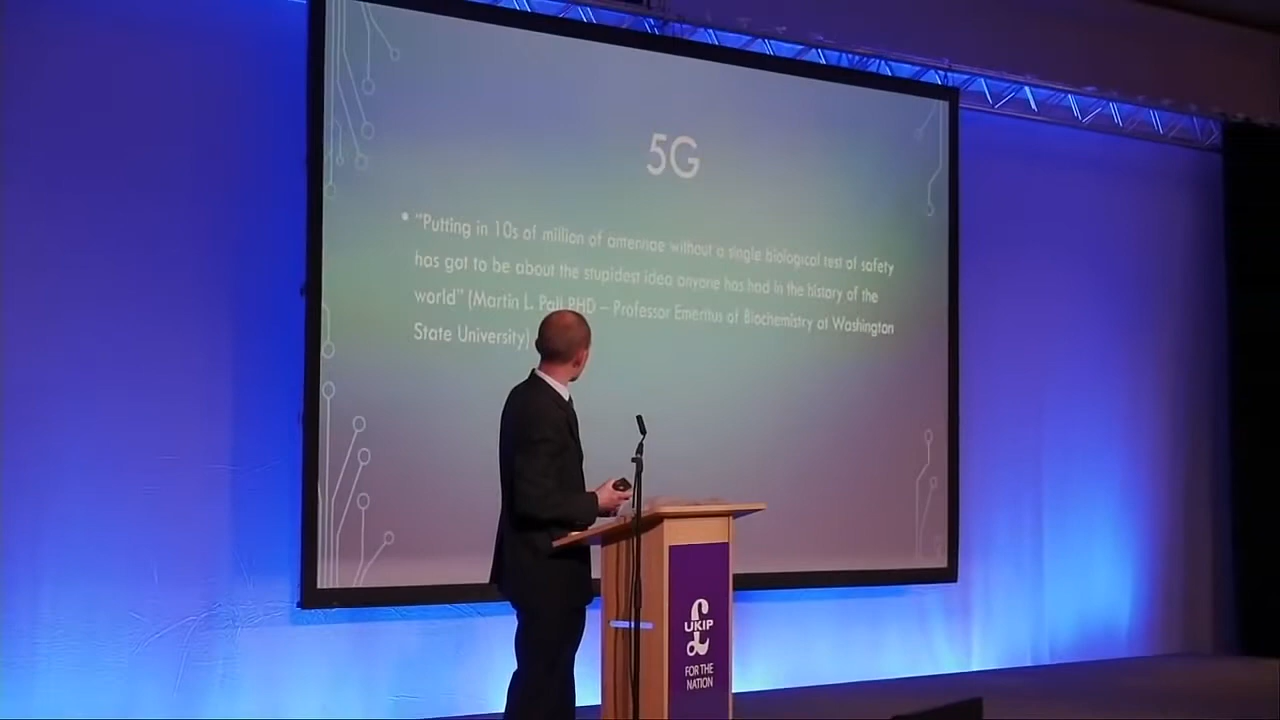 5G
• "Putting in 10s of million of antennae without a single biological test of safety
has got to be about the stupidest idea anyone has had in the history of the
world" (Martin L. Pall PHD – Professor Emeritus of Biochemistry at Washington
State University)
UKIP
FOR THE
NATION